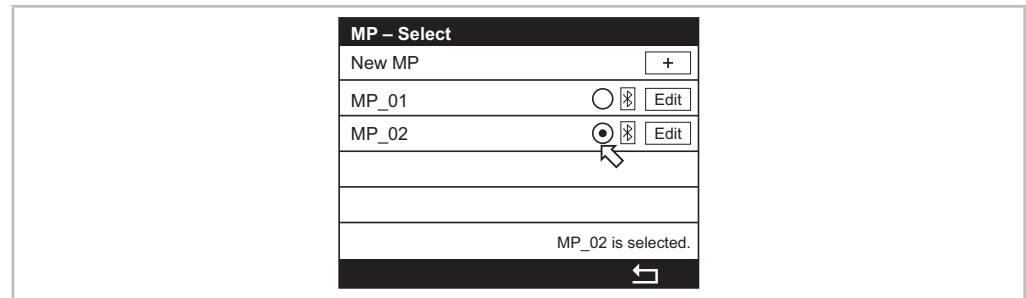 MP – Select
New MP +
MP_01 Edit
MP_02 Edit
MP_02 is selected.